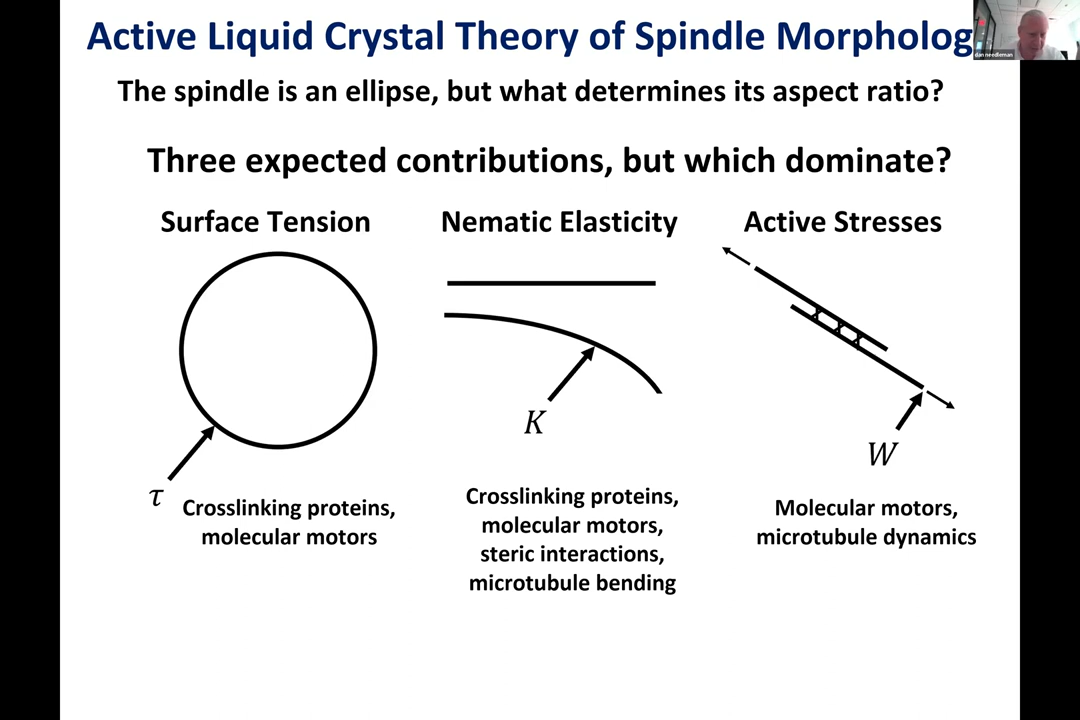 Active Liquid Crystal Theory of Spindle Morpholog
dan needleman
The spindle is an ellipse, but what determines its aspect ratio?
Three expected contributions, but which dominate?
Surface Tension
Nematic Elasticity
Active Stresses
τ
K
W
Crosslinking proteins,
molecular motors
Crosslinking proteins,
molecular motors,
steric interactions,
microtubule bending
Molecular motors,
microtubule dynamics